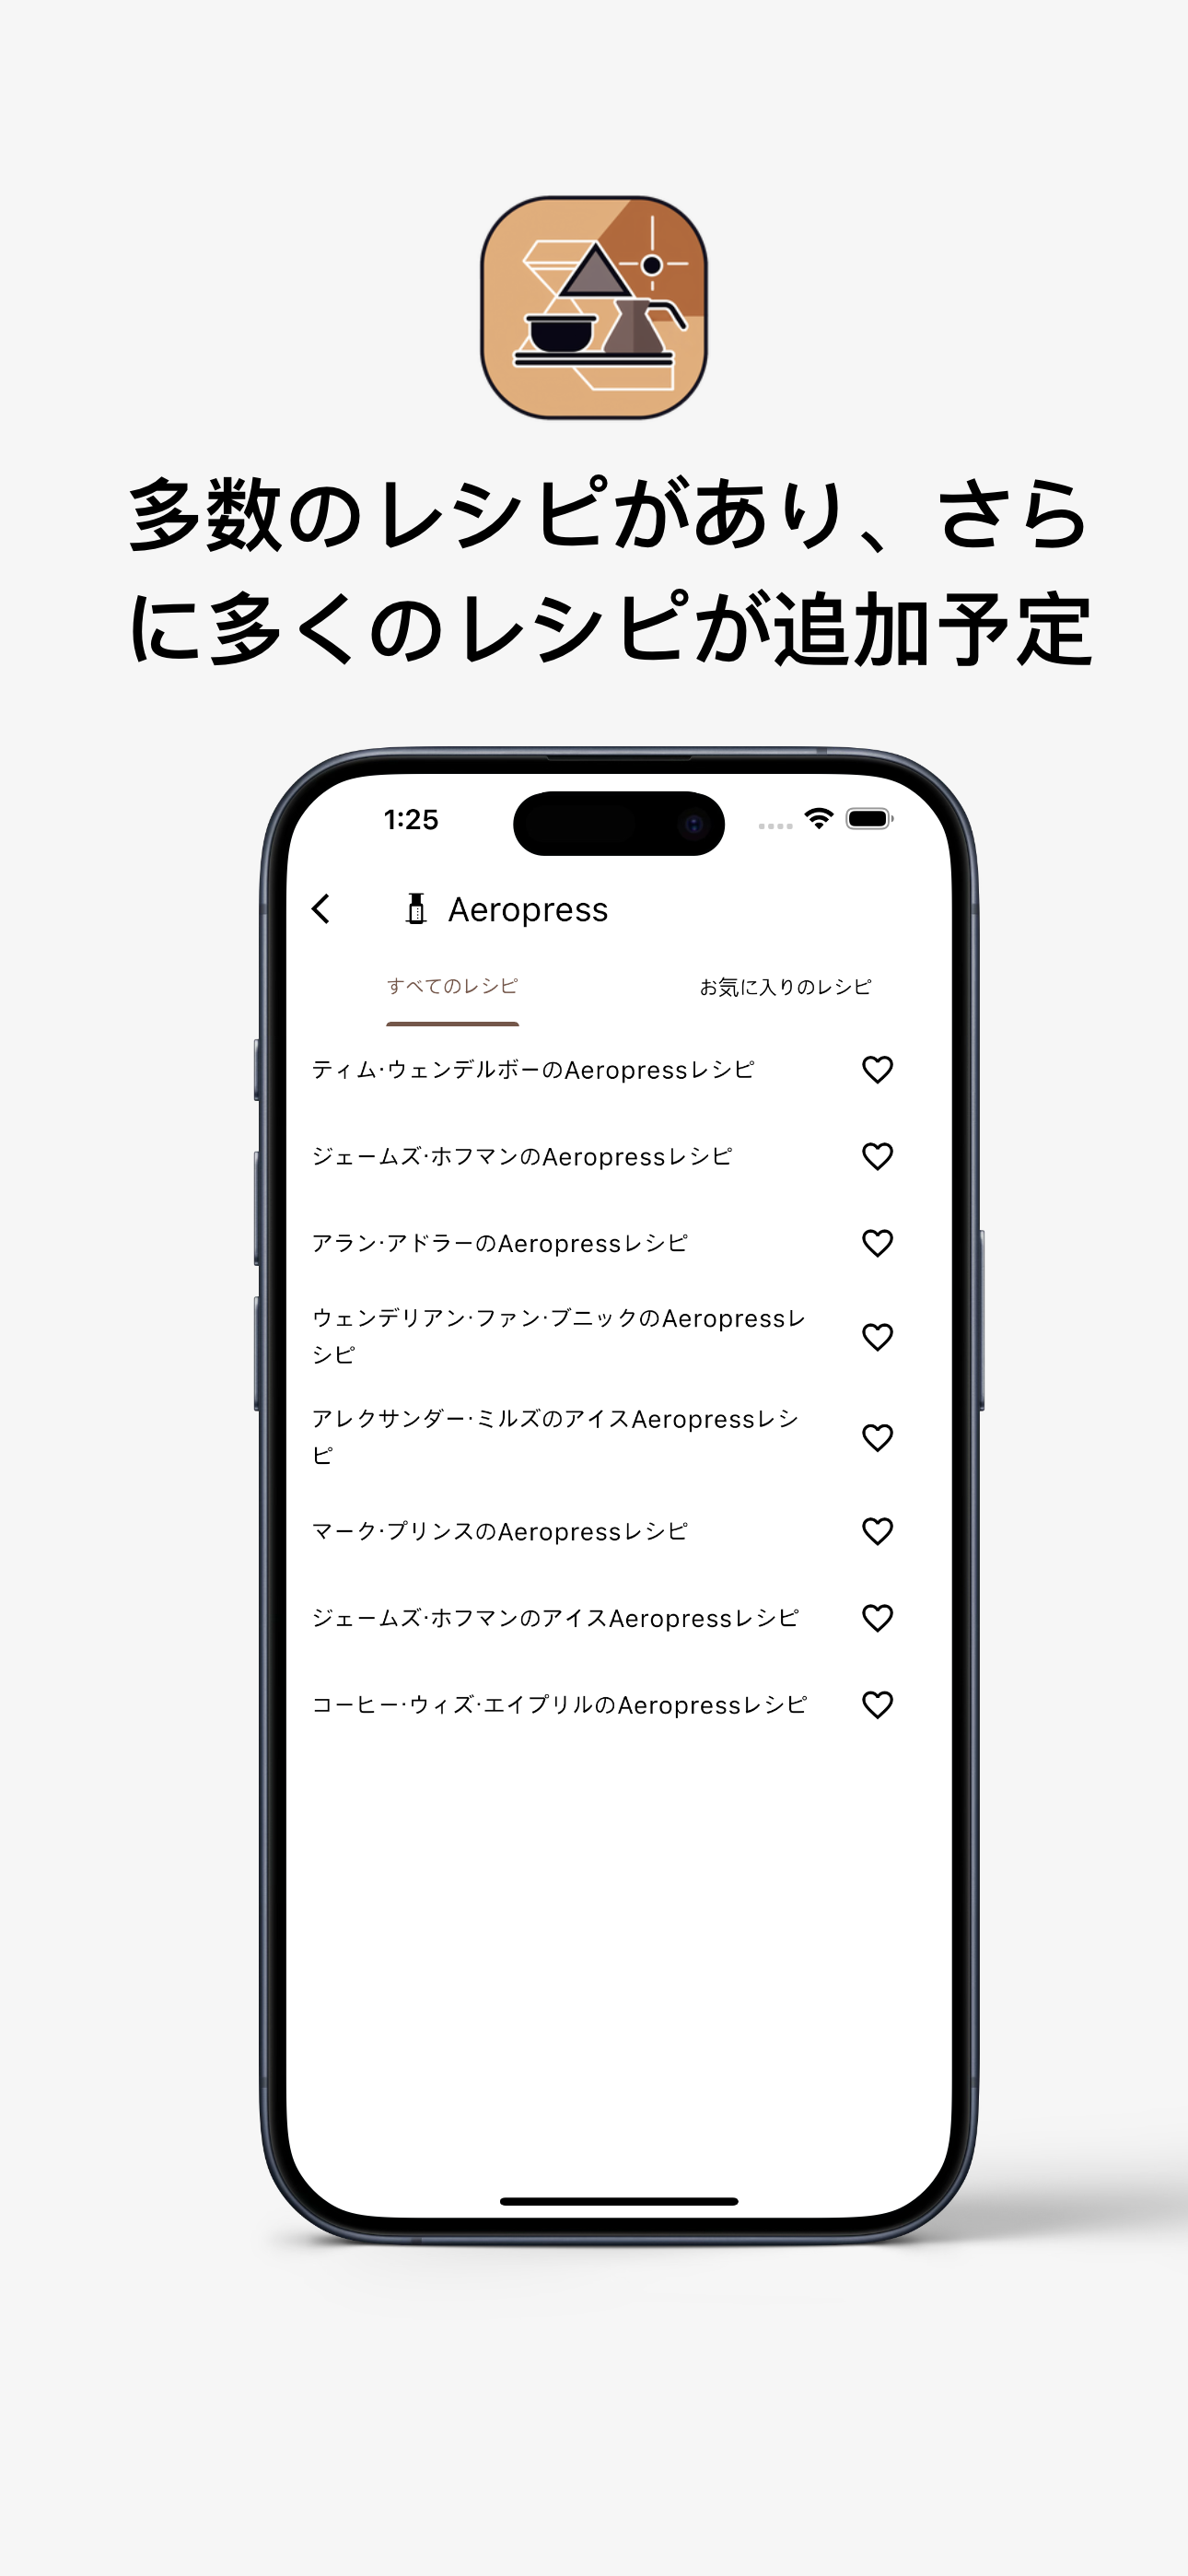 多数のレシピがあり、さら
に多くのレシピが追加予定
1:25
Aeropress
すべてのレシピ
お気に入りのレシピ
ティム·ウェンデルボーのAeropressレシピ
ジェームズ·ホフマンのAeropressレシピ
アラン·アドラーのAeropressレシピ
ウェンデリアン·ファン·ブニックのAeropressレ
シピ
アレクサンダー·ミルズのアイスAeropressレシ
ピ
マーク·プリンスのAeropressレシピ
ジェームズ·ホフマンのアイスAeropressレシピ
コーヒー·ウィズ·エイプリルのAeropressレシピ